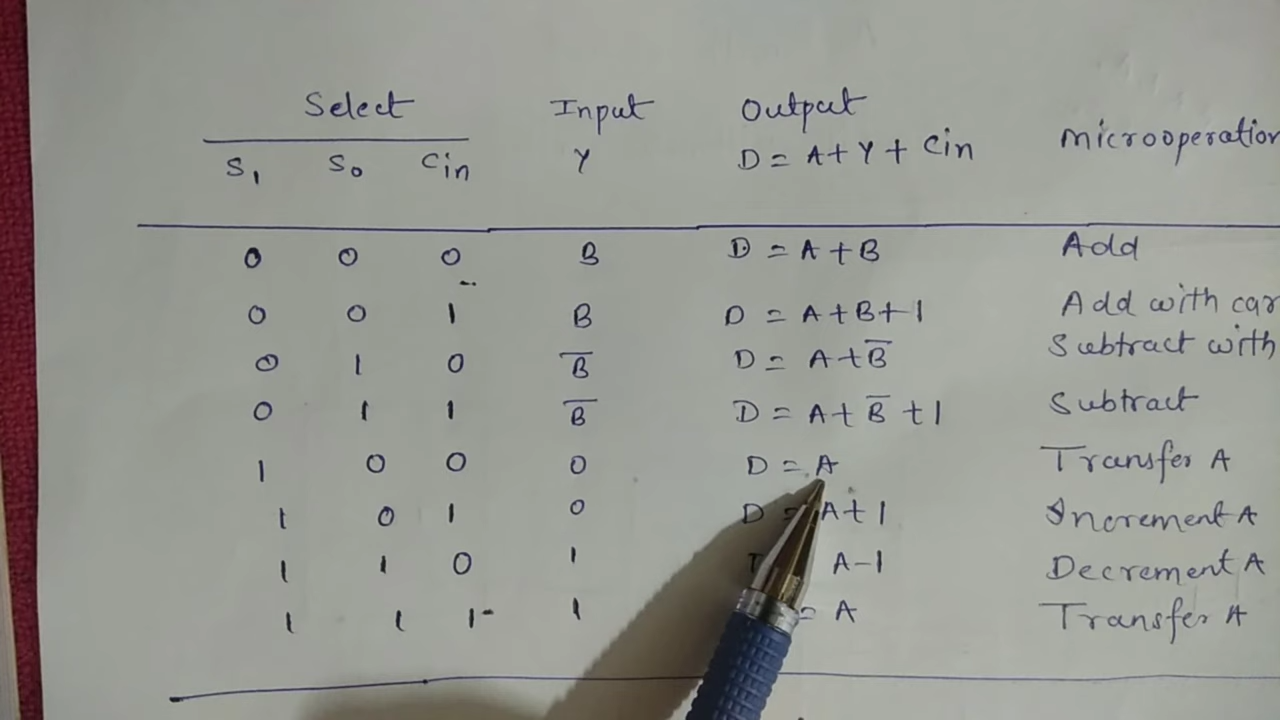 Select Input Output Microoperation
S1 S0 Cin Y D = A + Y + Cin
0 0 0 B D = A + B Add
0 0 1 B D = A + B + 1 Add with
0 1 0 B̅ D = A + B̅ Subtract with
0 1 1 B̅ D = A + B̅ + 1 Subtract
1 0 0 0 D = A Transfer A
1 0 1 0 D = A + 1 Increment A
1 1 0 1 A - 1 Decrement A
1 1 1 1 = A Transfer A